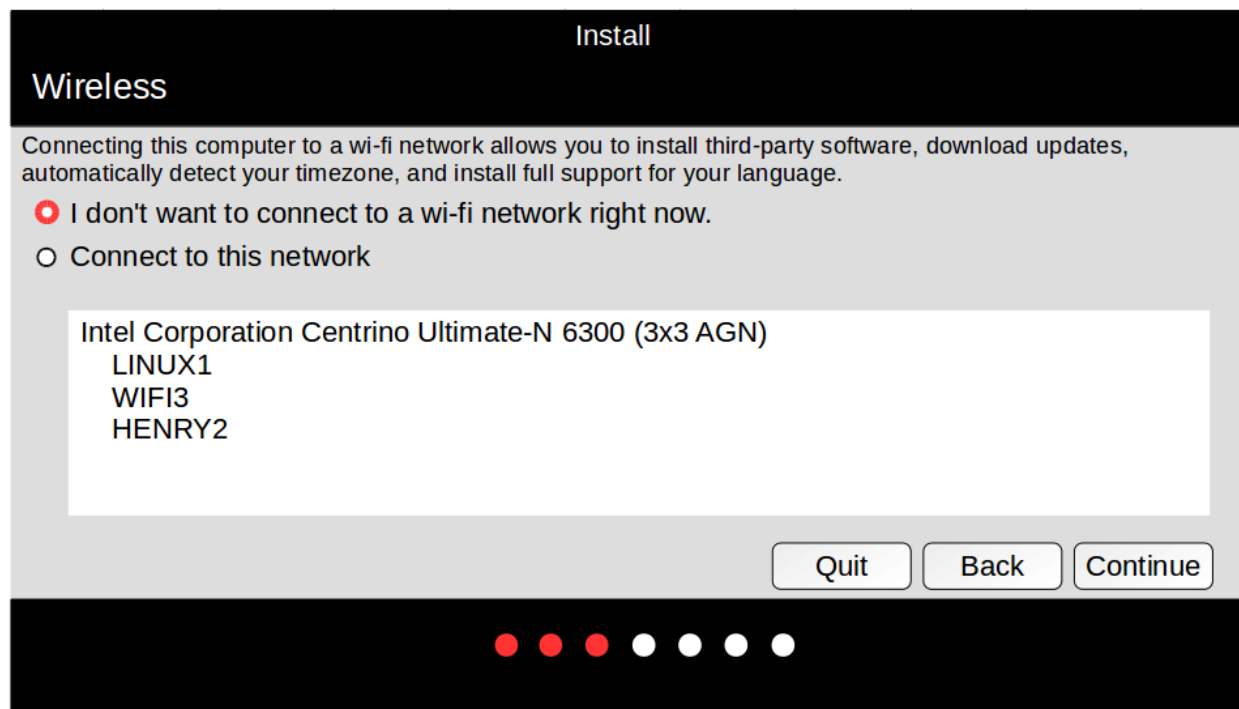 Install
Wireless
Connecting this computer to a wi-fi network allows you to install third-party software, download updates,
automatically detect your timezone, and install full support for your language.
I don't want to connect to a wi-fi network right now.
Connect to this network
Intel Corporation Centrino Ultimate-N 6300 (3x3 AGN)
LINUX1
WIFI3
HENRY2
Quit Back Continue